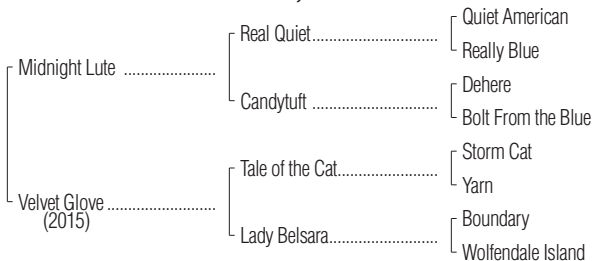 Quiet American
Real Quiet
Really Blue
Midnight Lute
Dehere
Candytuft
Bolt From the Blue
Storm Cat
Tale of the Cat
Yarn
Velvet Glove
(2015)
Boundary
Lady Belsara
Wolfendale Island